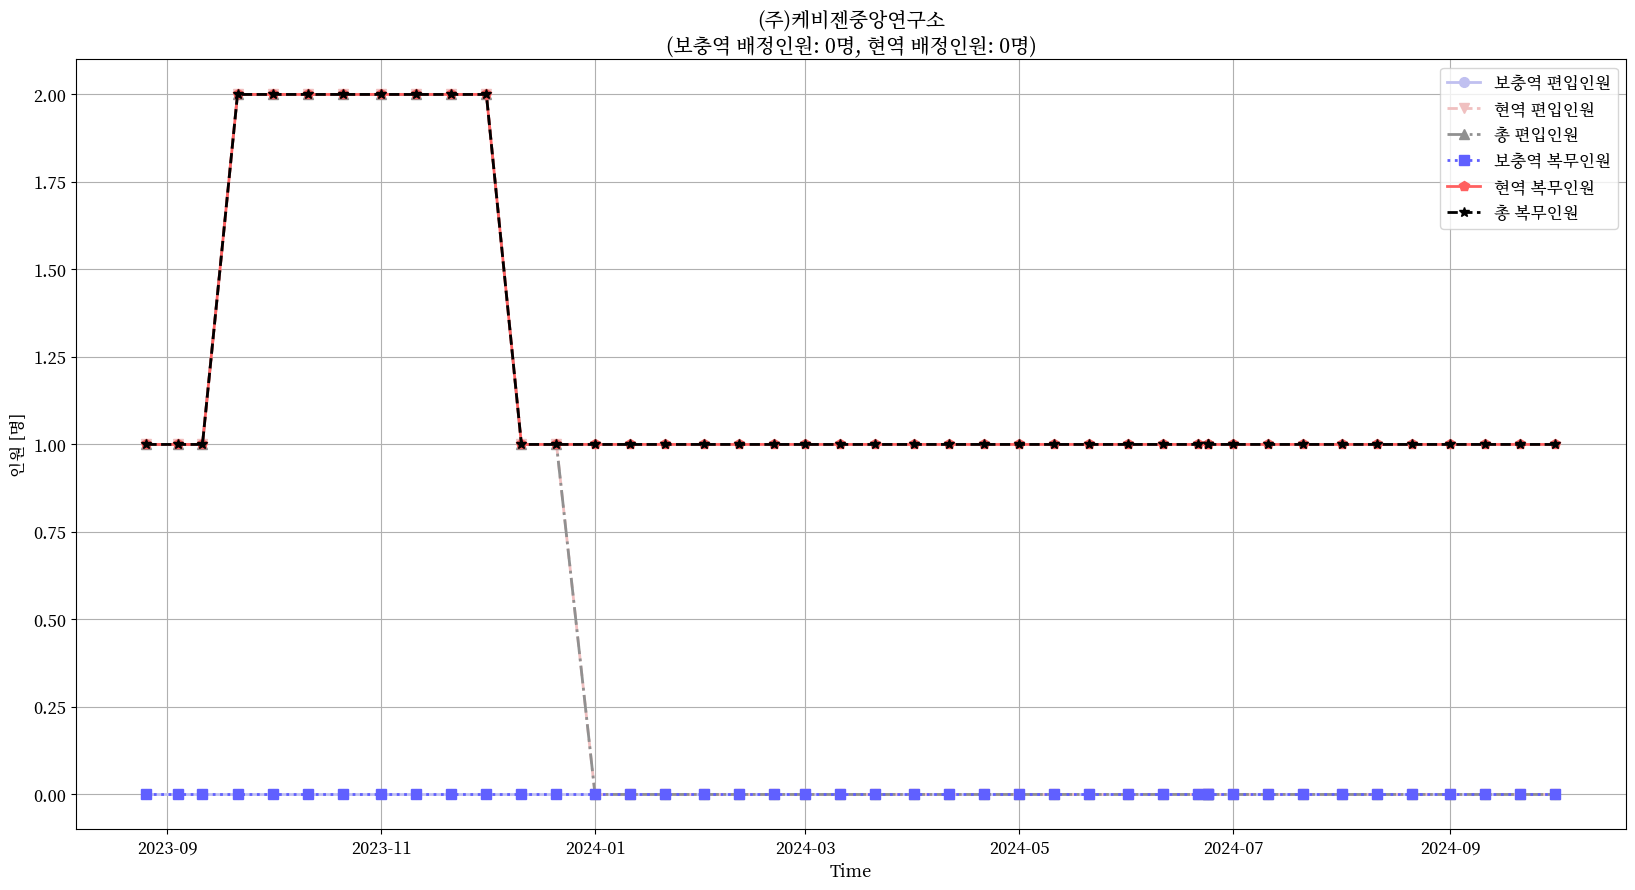 (주)케비젠중앙연구소
(보충역 배정인원: 0명, 현역 배정인원: 0명)
보충역 편입인원
현역 편입인원
총 편입인원
보충역 복무인원
현역 복무인원
총 복무인원
인원 [명]
2.00
1.75
1.50
1.25
1.00
0.75
0.50
0.25
0.00
2023-09 2023-11 2024-01 2024-03 2024-05 2024-07 2024-09
Time